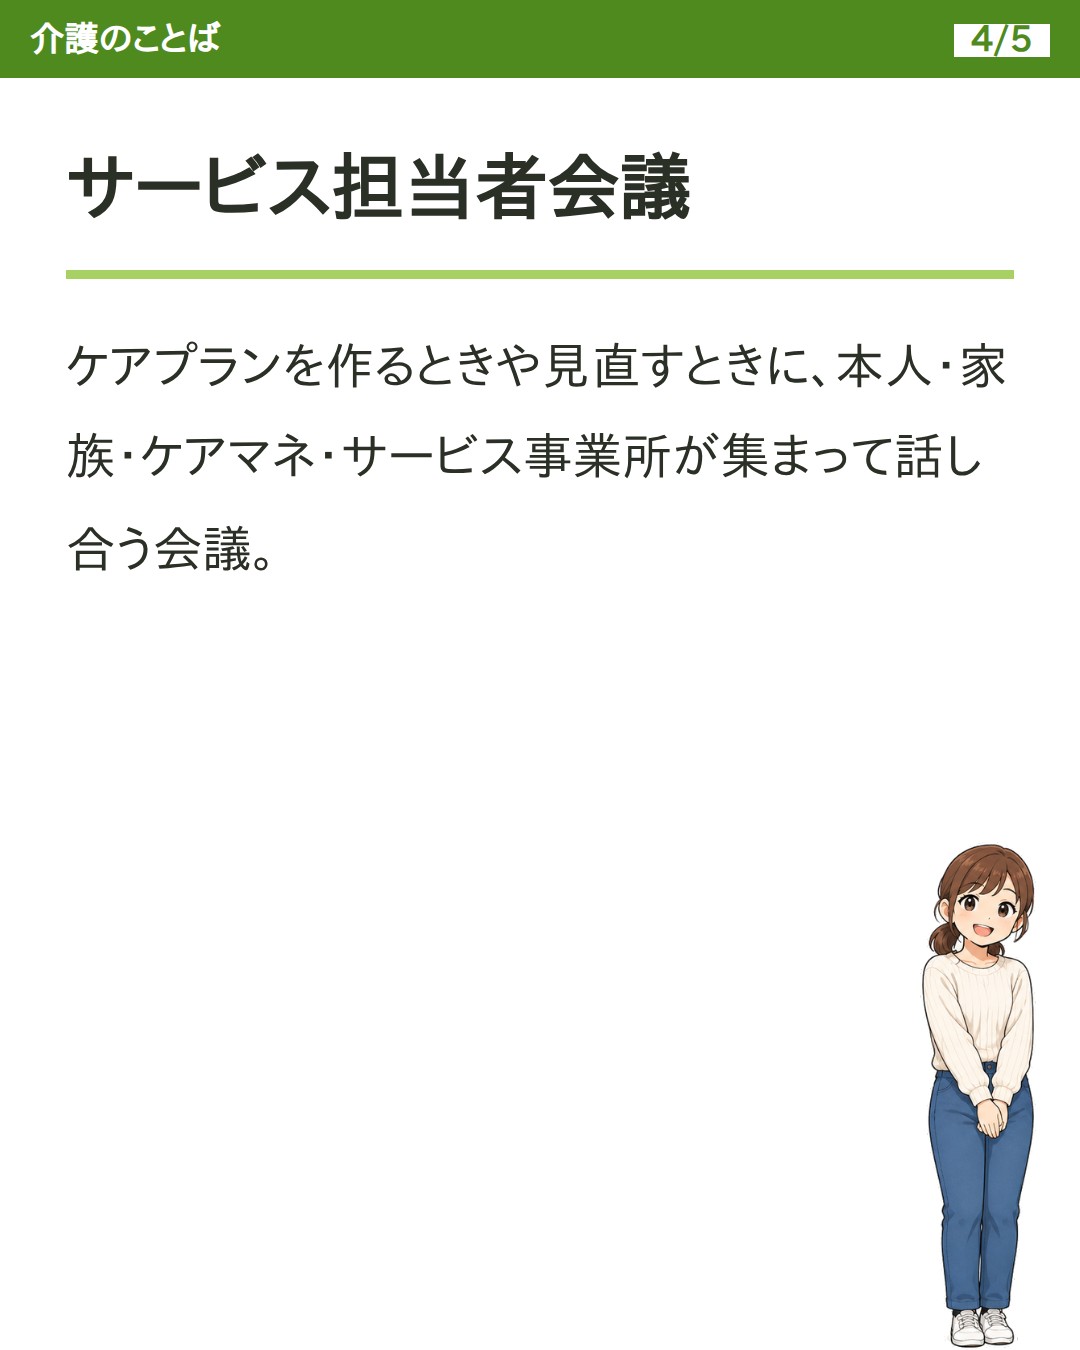 介護のことば
4/5
サービス担当者会議
ケアプランを作るときや見直すときに、本人・家
族・ケアマネ・サービス事業所が集まって話し
合う会議。